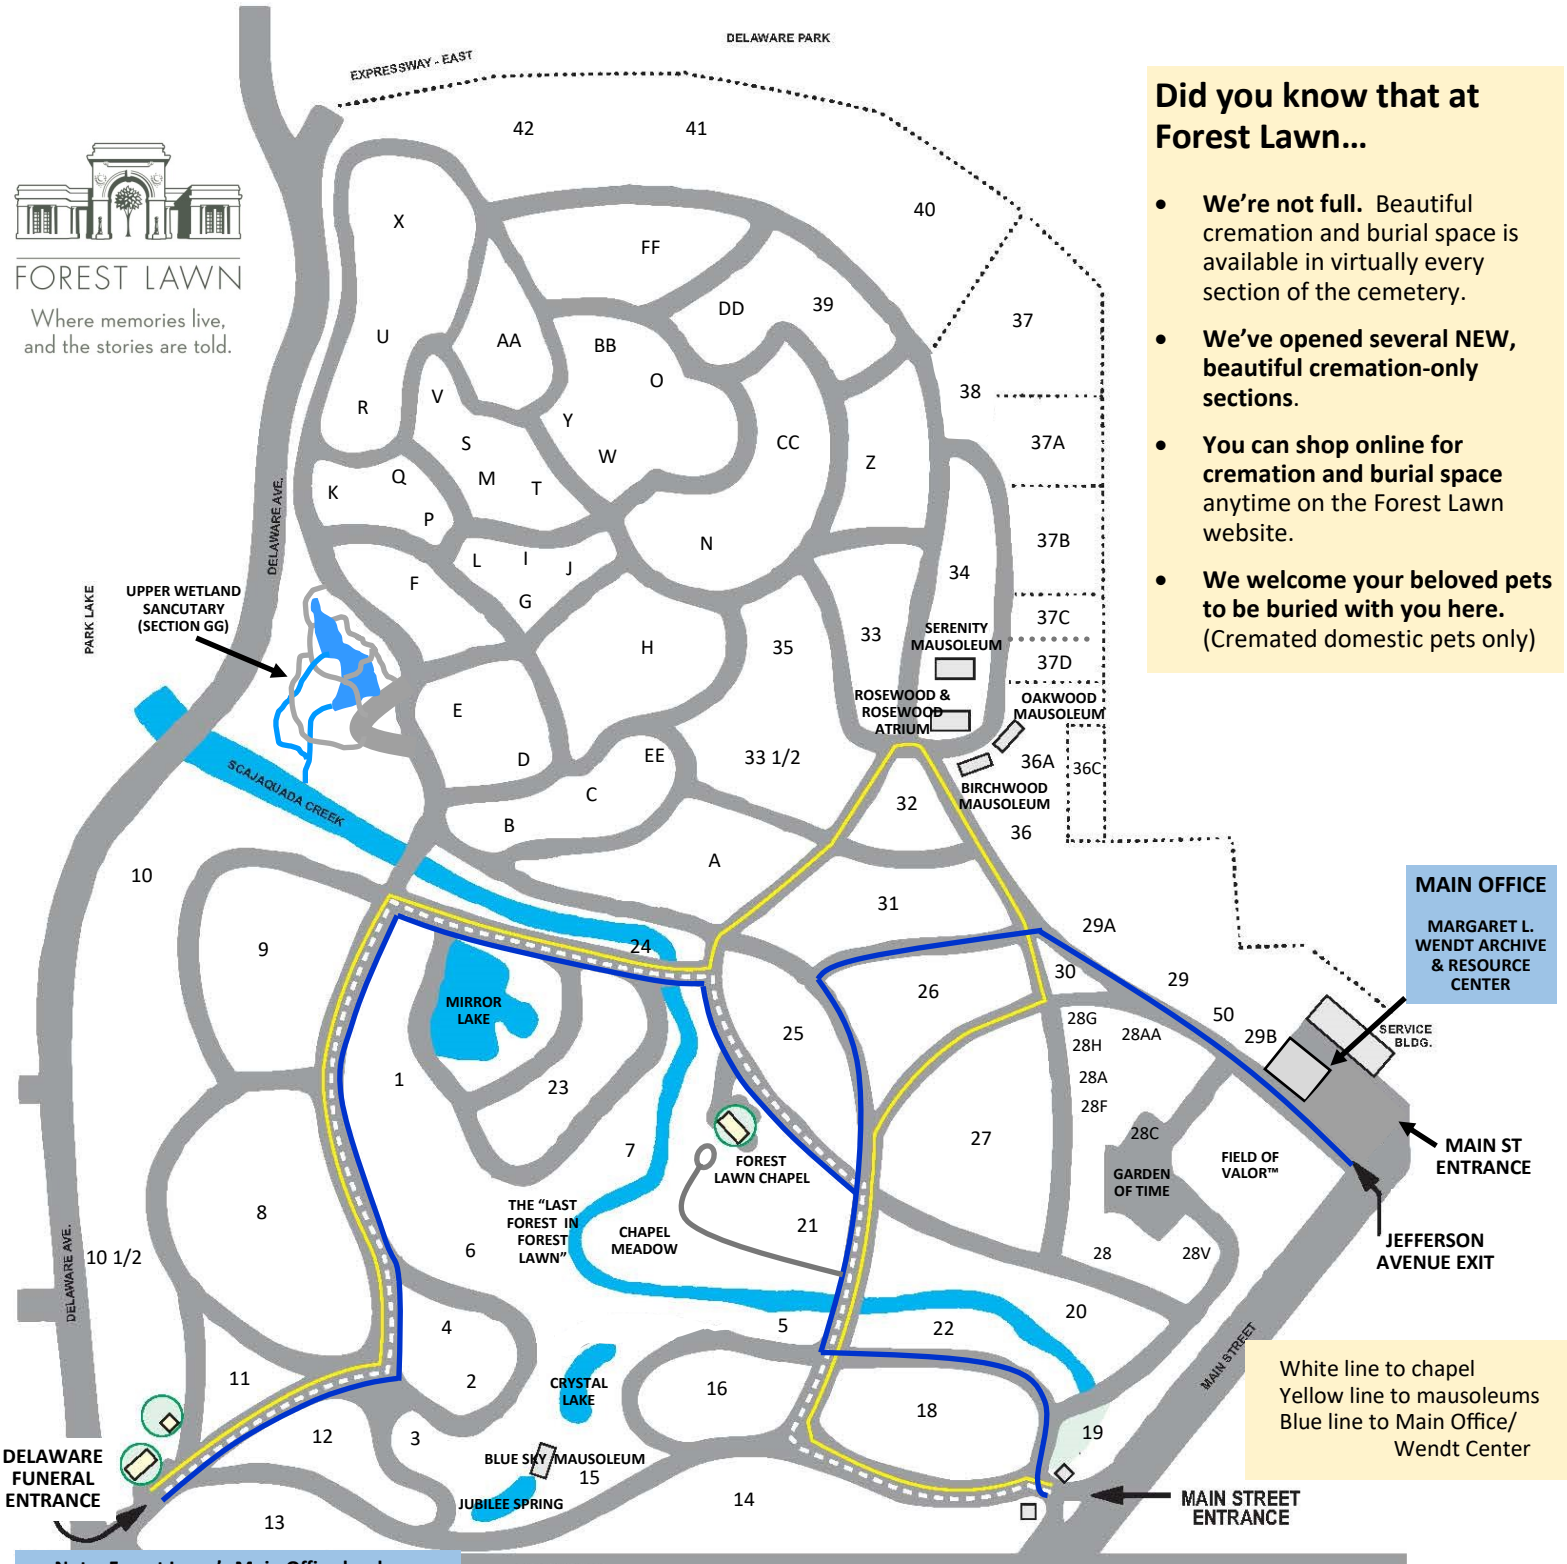 DELAWARE PARK
EXPRESSWAY - EAST
FOREST LAWN
Where memories live,
and the stories are told.
Did you know that at
Forest Lawn…
• We’re not full. Beautiful
cremation and burial space is
available in virtually every
section of the cemetery.
• We’ve opened several NEW,
beautiful cremation-only
sections.
• You can shop online for
cremation and burial space
anytime on the Forest Lawn
website.
• We welcome your beloved pets
to be buried with you here.
(Cremated domestic pets only)
42
41
40
X
FF
DD
39
37
U
AA
BB
O
38
R
V
Y
S
W
CC
Z
37A
K
Q
M
T
P
N
37B
DELAWARE AVE.
L
I
J
F
G
34
37C
PARK LAKE
UPPER WETLAND
SANCUTARY
(SECTION GG)
H
35
33
SERENITY
MAUSOLEUM
37D
E
ROSEWOOD &
ROSEWOOD
ATRIUM
OAKWOOD
MAUSOLEUM
D
EE
33 1/2
36A
36C
SCAJAQUADA CREEK
C
B
32
BIRCHWOOD
MAUSOLEUM
36
A
10
31
MAIN OFFICE
MARGARET L.
WENDT ARCHIVE
& RESOURCE
CENTER
9
24
29A
MIRROR
LAKE
26
30
29
25
28G
50
28H
28AA
29B
SERVICE
BLDG.
1
23
28A
28F
7
27
28C
FOREST
LAWN CHAPEL
GARDEN
OF TIME
FIELD OF
VALOR™
MAIN ST
ENTRANCE
8
THE “LAST
FOREST IN
FOREST
LAWN”
CHAPEL
MEADOW
21
6
28
28V
JEFFERSON
AVENUE EXIT
DELAWARE AVE.
10 1/2
4
5
22
20
MAIN STREET
11
2
CRYSTAL
LAKE
16
18
White line to chapel
Yellow line to mausoleums
Blue line to Main Office/
Wendt Center
12
3
19
DELAWARE
FUNERAL
ENTRANCE
BLUE SKY MAUSOLEUM
15
JUBILEE SPRING
14
MAIN STREET
ENTRANCE
13